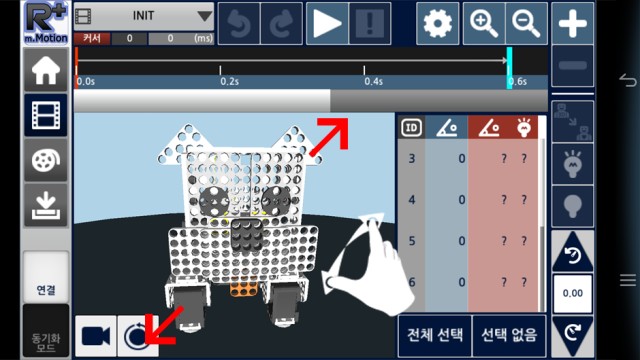 R+
m.Motion
INIT
커서 0 0 (ms)
0.0s 0.2s 0.4s 0.6s
ID
3 0 ? ?
4 0 ? ?
5 0 ? ?
6 0 ? ?
연결
0.00
동기화
모드
전체 선택 선택 없음